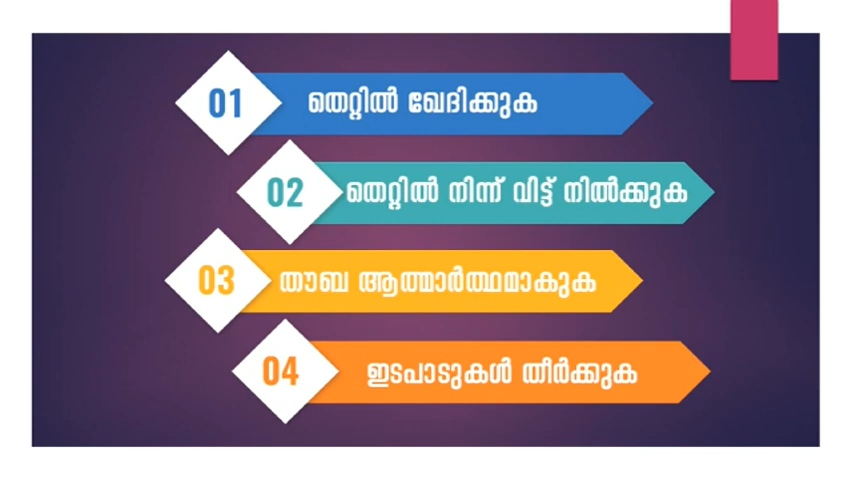 01 തെറ്റിൽ ഖേദിക്കുക
02 തെറ്റിൽ നിന്ന് വിട്ട് നിൽക്കുക
03 തൗബ ആത്മാർത്ഥമാകുക
04 ഇടപാടുകൾ തീർക്കുക